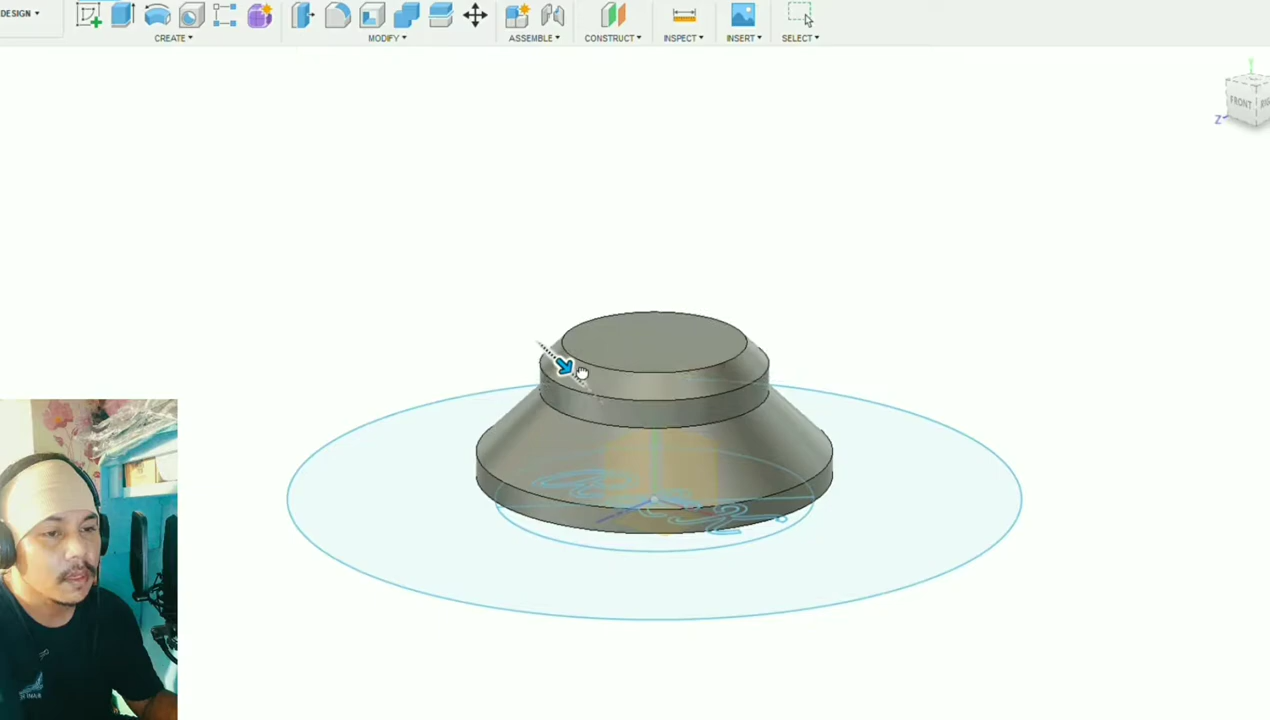 DESIGN ▾
CREATE ▾
MODIFY ▾
ASSEMBLE ▾
CONSTRUCT ▾
INSPECT ▾
INSERT ▾
SELECT ▾
Y
FRONT
Z